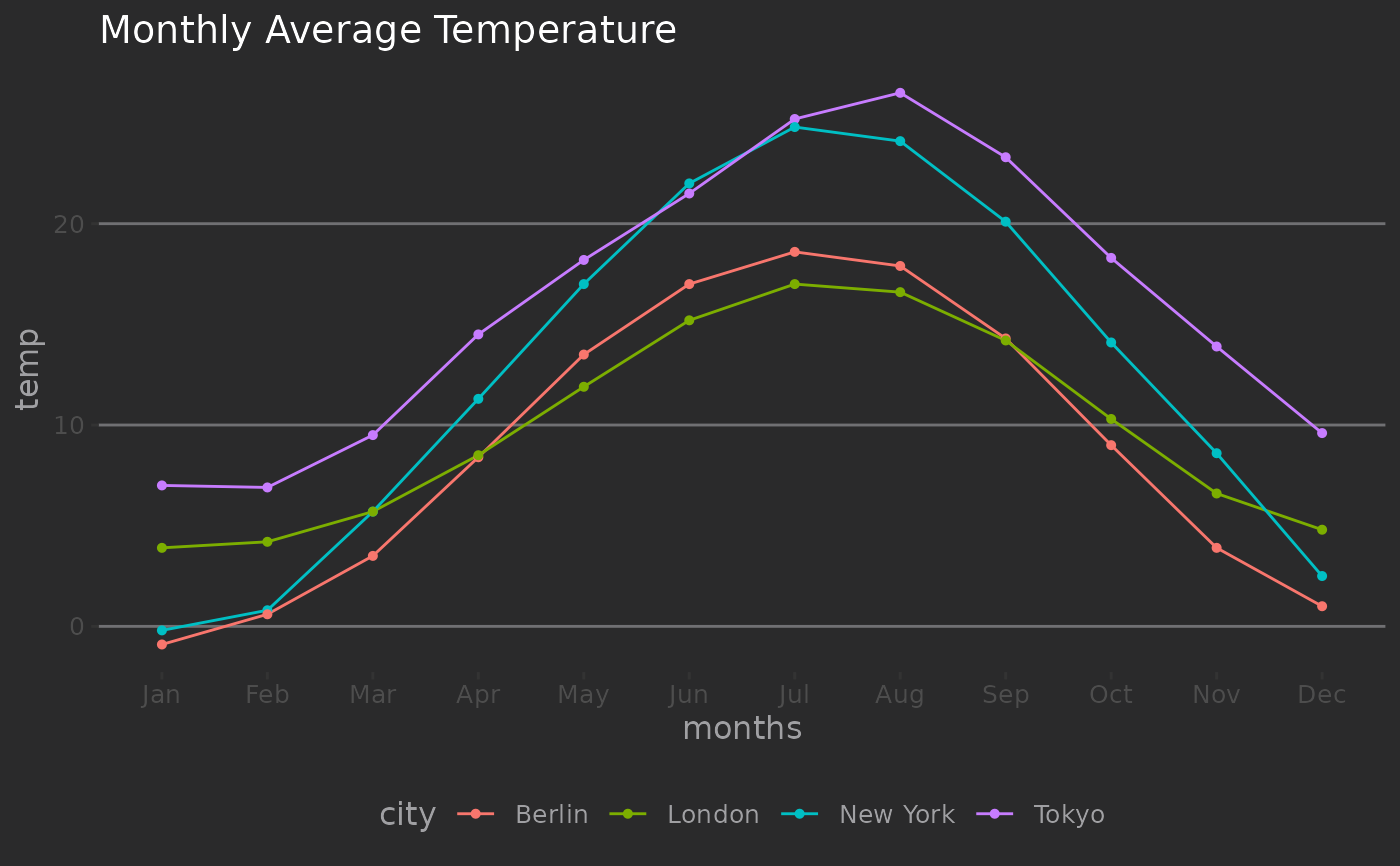 Monthly Average Temperature
20
10
0
temp
Jan Feb Mar Apr May Jun Jul Aug Sep Oct Nov Dec
months
city Berlin London New York Tokyo